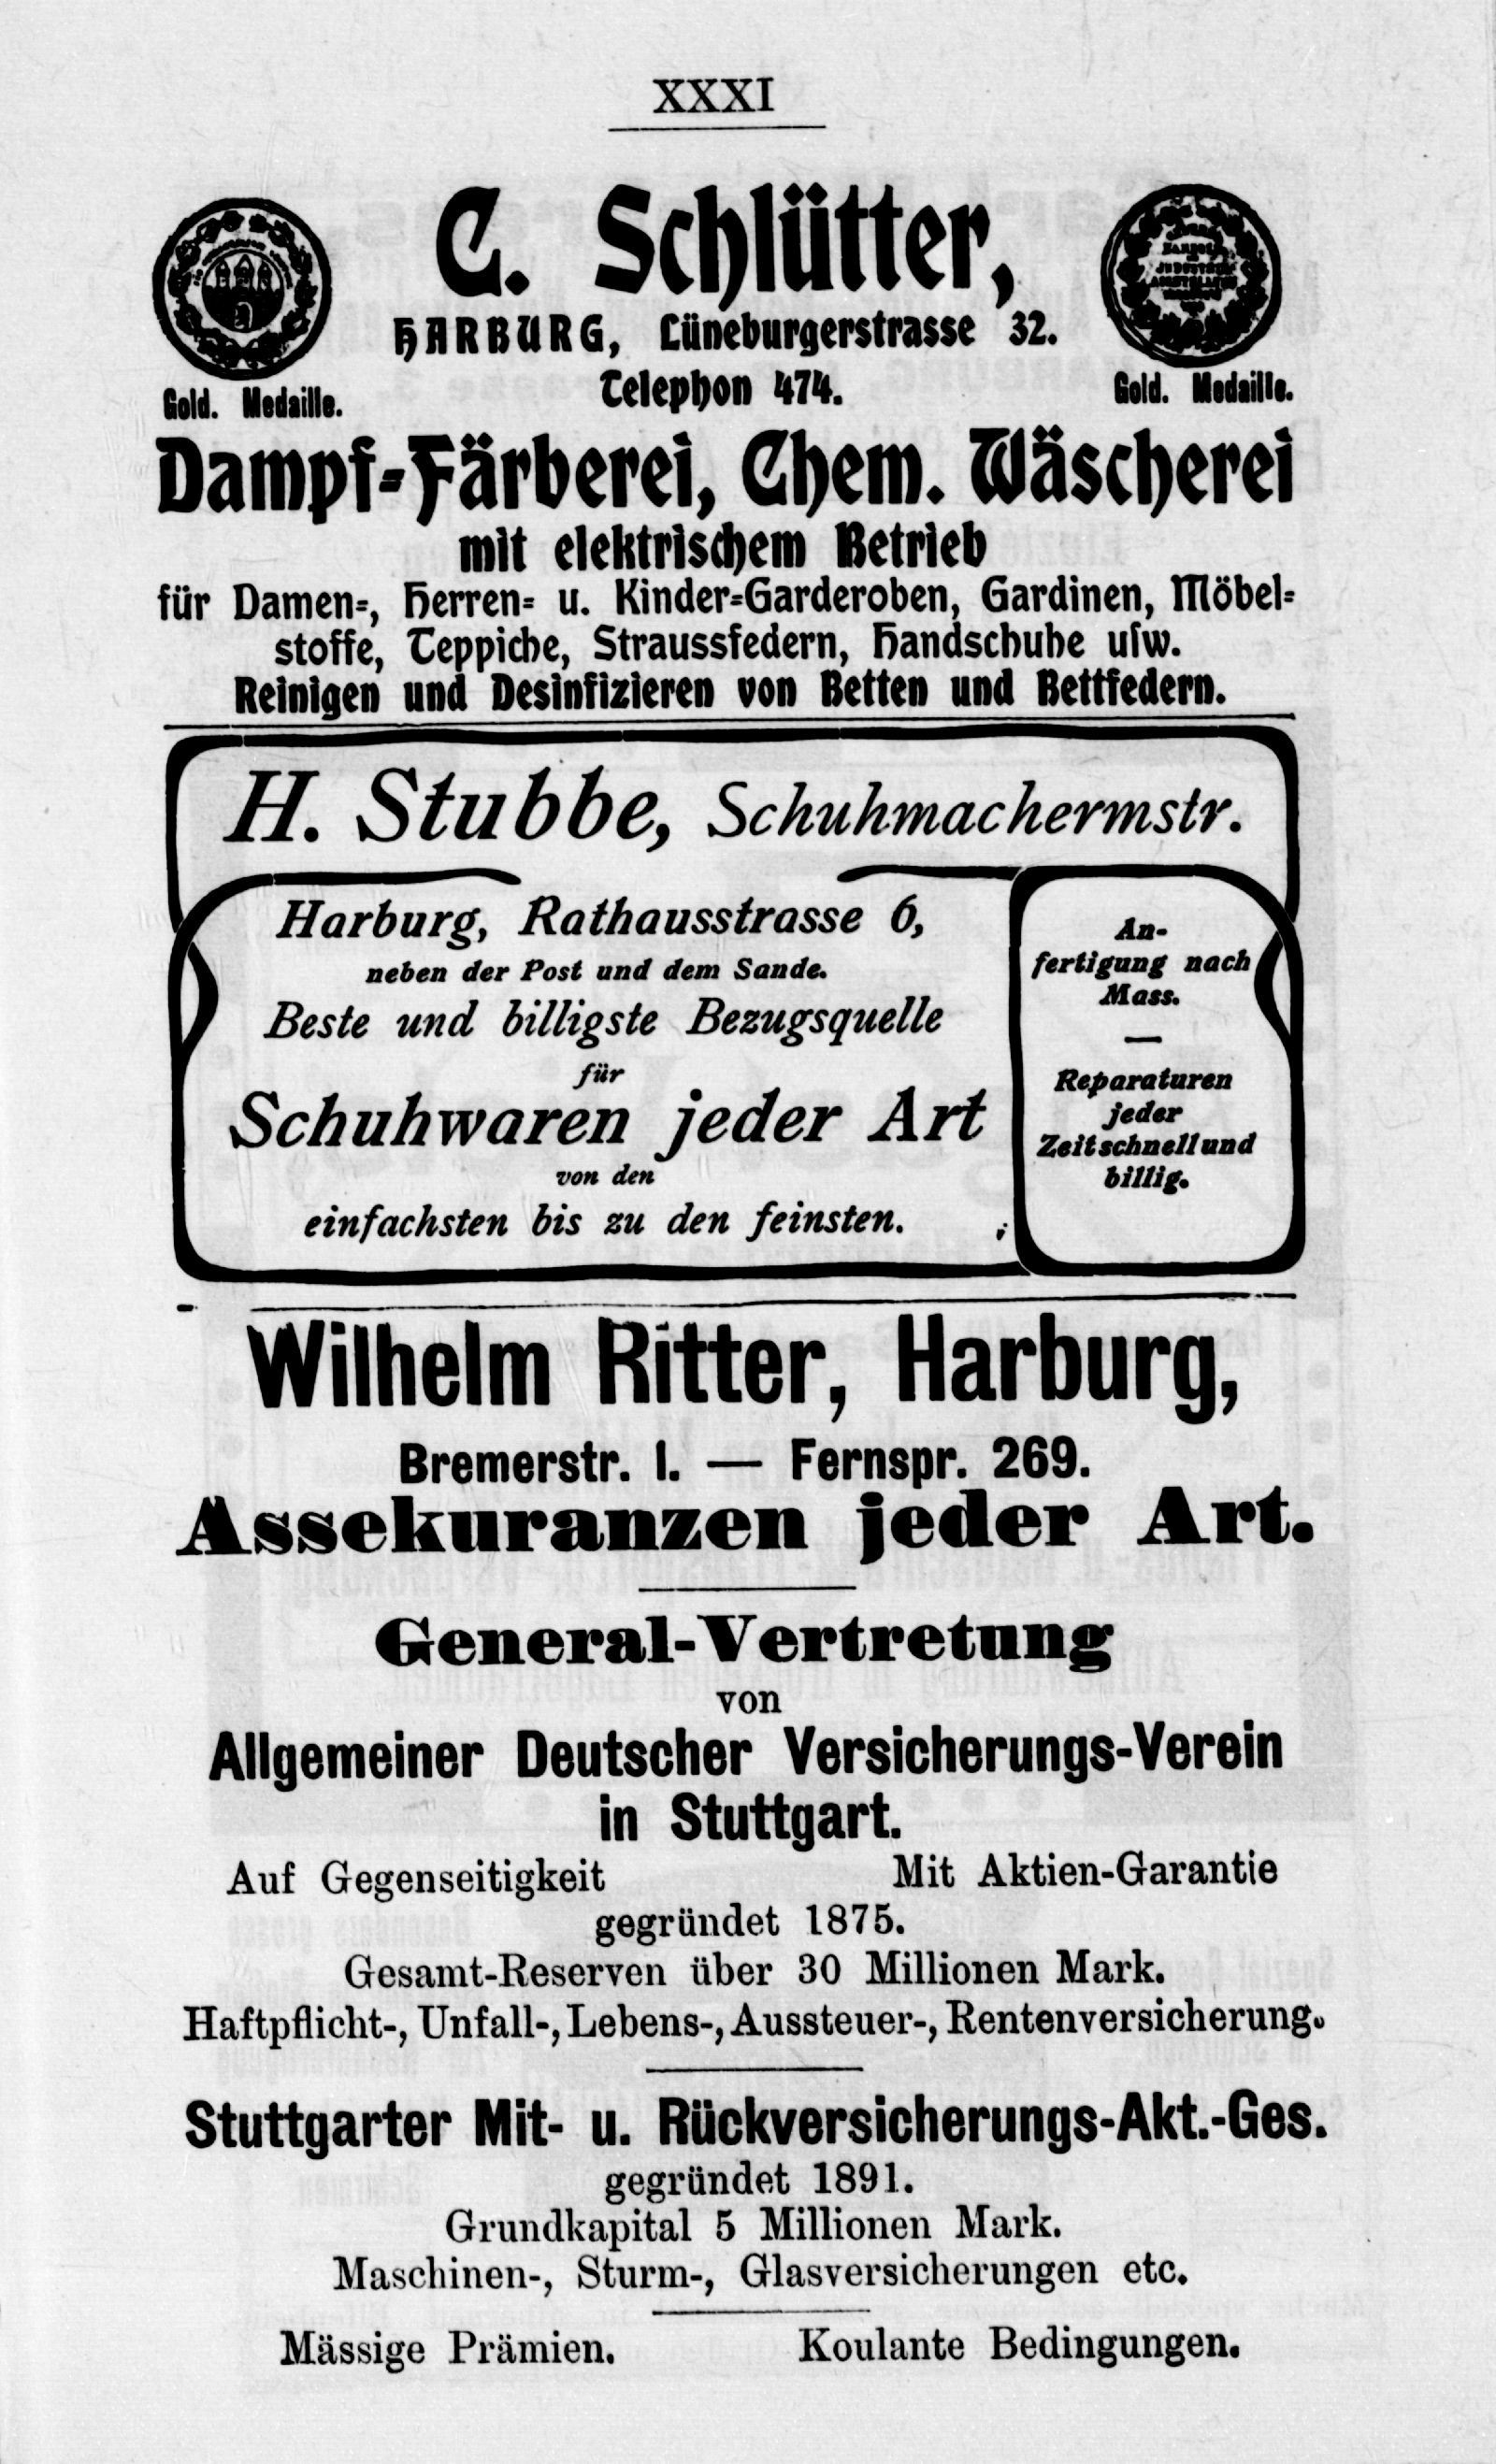 XXXI
C. Schlütter,
HARBURG, Lüneburgerstrasse 32.
Telephon 474.
Gold. Medaille.
Gold. Medaille.
Dampf-Färberei, Chem. Wäscherei
mit elektrischem Betrieb
für Damen-, Herren- u. Kinder-Garderoben, Gardinen, Möbel-
stoffe, Teppiche, Straussfedern, Handschuhe usw.
Reinigen und Desinfizieren von Betten und Bettfedern.
H. Stubbe, Schuhmachermstr.
Harburg, Rathausstrasse 6,
neben der Post und dem Sande.
Beste und billigste Bezugsquelle
für
Schuhwaren jeder Art
von den
einfachsten bis zu den feinsten.
An-
fertigung nach
Mass.
—
Reparaturen
jeder
Zeit schnell und
billig.
Wilhelm Ritter, Harburg,
Bremerstr. 1. — Fernspr. 269.
Assekuranzen jeder Art.
General-Vertretung
von
Allgemeiner Deutscher Versicherungs-Verein
in Stuttgart.
Auf Gegenseitigkeit Mit Aktien-Garantie
gegründet 1875.
Gesamt-Reserven über 30 Millionen Mark.
Haftpflicht-, Unfall-, Lebens-, Aussteuer-, Rentenversicherung.
Stuttgarter Mit- u. Rückversicherungs-Akt.-Ges.
gegründet 1891.
Grundkapital 5 Millionen Mark.
Maschinen-, Sturm-, Glasversicherungen etc.
Mässige Prämien. Koulante Bedingungen.